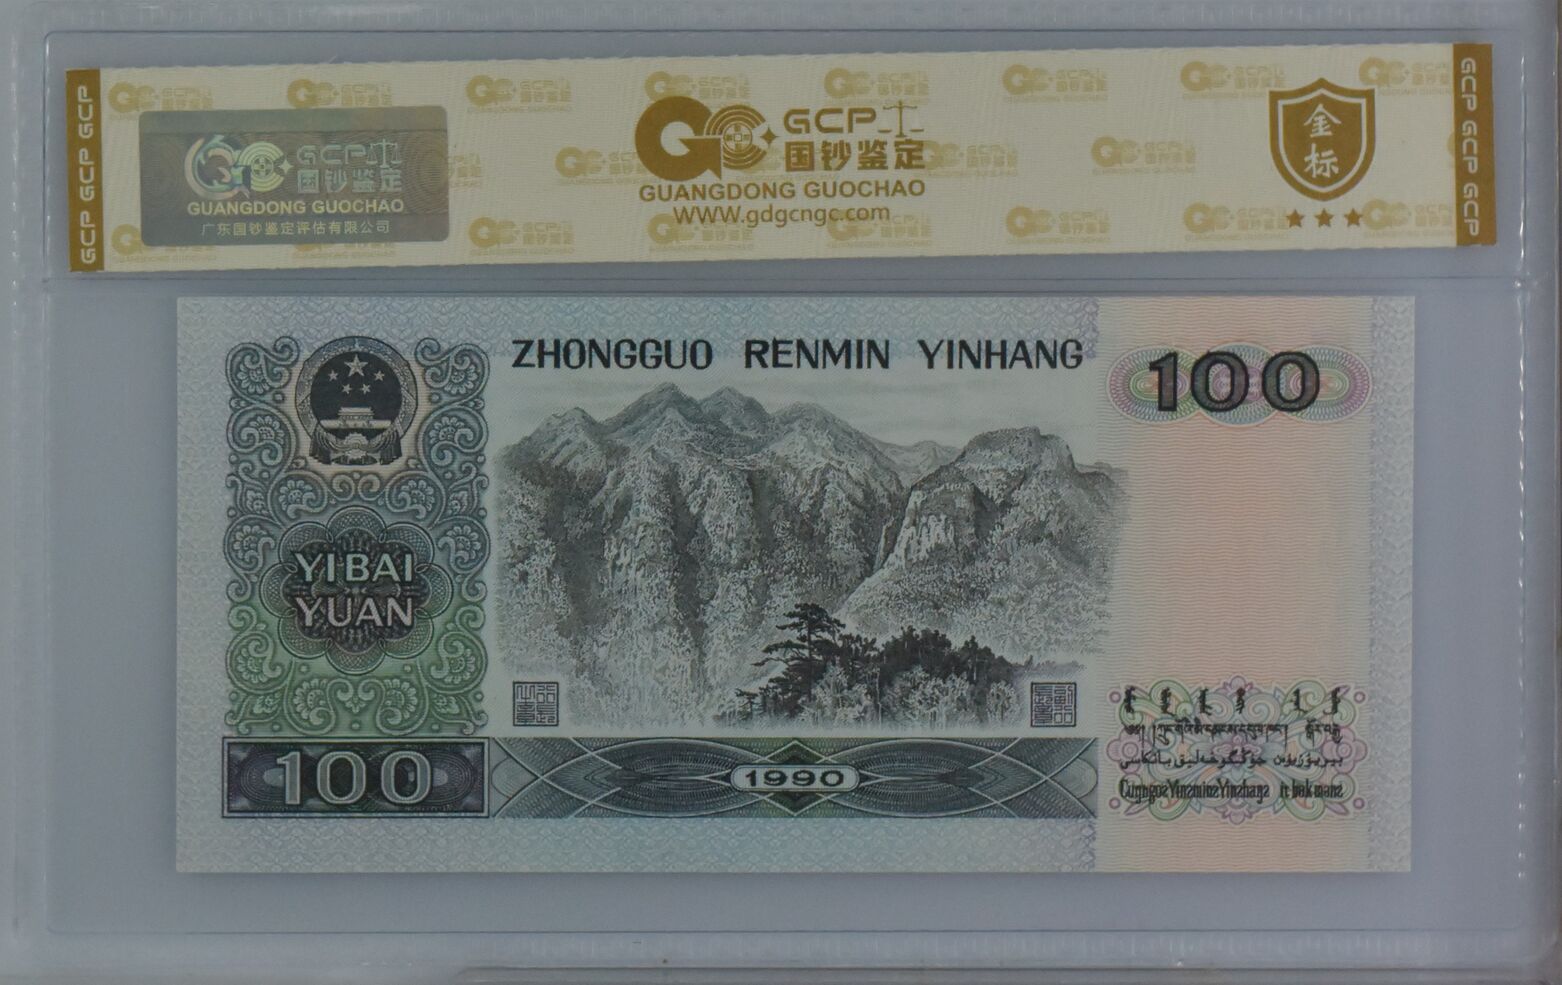 GCP GCP GCP
GCP 国钞鉴定
GUANGDONG GUOCHAO
广东国钞鉴定评估有限公司
GCP
国钞鉴定
GUANGDONG GUOCHAO
WWW.gdgcngc.com
金标
GCP GCP GCP
ZHONGGUO RENMIN YINHANG
100
YIBAI
YUAN
100
1990